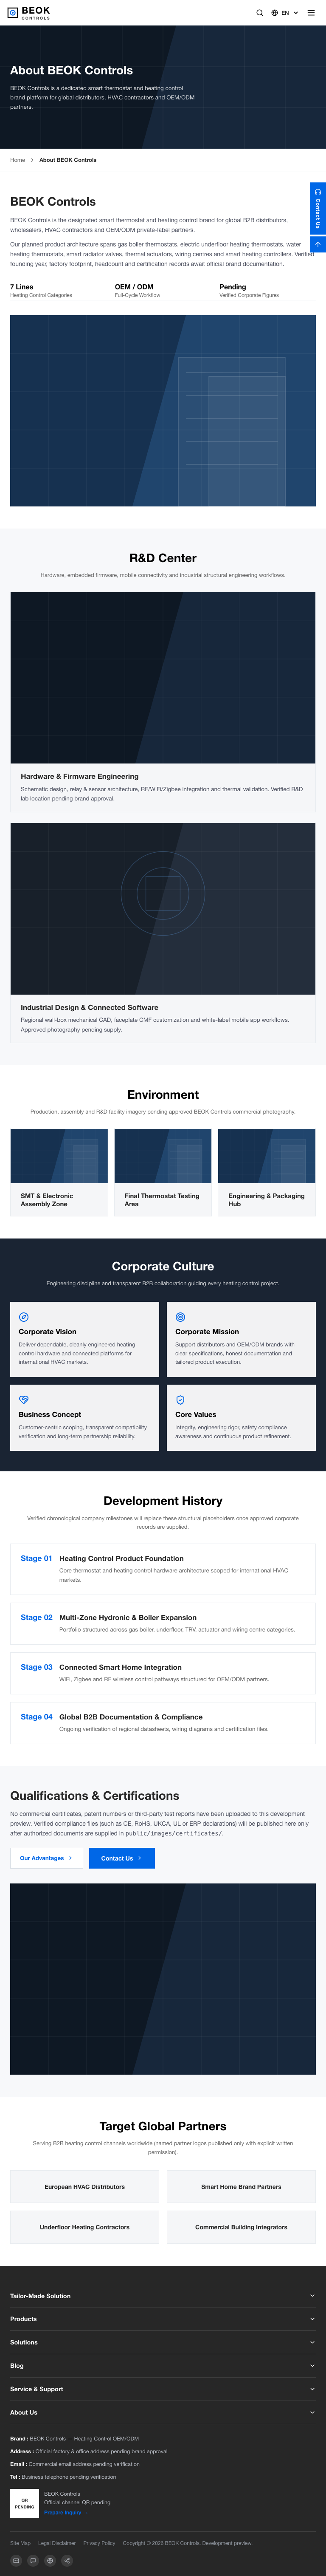 BEOK
CONTROLS
EN
About BEOK Controls
BEOK Controls is a dedicated smart thermostat and heating control
brand platform for global distributors, HVAC contractors and OEM/ODM
partners.
Home
About BEOK Controls
Contact Us
BEOK Controls
BEOK Controls is the designated smart thermostat and heating control brand for global B2B distributors,
wholesalers, HVAC contractors and OEM/ODM private-label partners.
Our planned product architecture spans gas boiler thermostats, electric underfloor heating thermostats, water
heating thermostats, smart radiator valves, thermal actuators, wiring centres and smart heating controllers. Verified
founding year, factory footprint, headcount and certification records await official brand documentation.
7 Lines
Heating Control Categories
OEM / ODM
Full-Cycle Workflow
Pending
Verified Corporate Figures
R&D Center
Hardware, embedded firmware, mobile connectivity and industrial structural engineering workflows.
Hardware & Firmware Engineering
Schematic design, relay & sensor architecture, RF/WiFi/Zigbee integration and thermal validation. Verified R&D
lab location pending brand approval.
Industrial Design & Connected Software
Regional wall-box mechanical CAD, faceplate CMF customization and white-label mobile app workflows.
Approved photography pending supply.
Environment
Production, assembly and R&D facility imagery pending approved BEOK Controls commercial photography.
SMT & Electronic
Assembly Zone
Final Thermostat Testing
Area
Engineering & Packaging
Hub
Corporate Culture
Engineering discipline and transparent B2B collaboration guiding every heating control project.
Corporate Vision
Deliver dependable, cleanly engineered heating
control hardware and connected platforms for
international HVAC markets.
Corporate Mission
Support distributors and OEM/ODM brands with
clear specifications, honest documentation and
tailored product execution.
Business Concept
Customer-centric scoping, transparent compatibility
verification and long-term partnership reliability.
Core Values
Integrity, engineering rigor, safety compliance
awareness and continuous product refinement.
Development History
Verified chronological company milestones will replace these structural placeholders once approved corporate
records are supplied.
Stage 01
Heating Control Product Foundation
Core thermostat and heating control hardware architecture scoped for international HVAC
markets.
Stage 02
Multi-Zone Hydronic & Boiler Expansion
Portfolio structured across gas boiler, underfloor, TRV, actuator and wiring centre categories.
Stage 03
Connected Smart Home Integration
WiFi, Zigbee and RF wireless control pathways structured for OEM/ODM partners.
Stage 04
Global B2B Documentation & Compliance
Ongoing verification of regional datasheets, wiring diagrams and certification files.
Qualifications & Certifications
No commercial certificates, patent numbers or third-party test reports have been uploaded to this development
preview. Verified compliance files (such as CE, RoHS, UKCA, UL or ERP declarations) will be published here only
after authorized documents are supplied in public/images/certificates/.
Our Advantages
Contact Us
Target Global Partners
Serving B2B heating control channels worldwide (named partner logos published only with explicit written
permission).
European HVAC Distributors
Smart Home Brand Partners
Underfloor Heating Contractors
Commercial Building Integrators
Tailor-Made Solution
Products
Solutions
Blog
Service & Support
About Us
Brand : BEOK Controls — Heating Control OEM/ODM
Address : Official factory & office address pending brand approval
Email : Commercial email address pending verification
Tel : Business telephone pending verification
QR
PENDING
BEOK Controls
Official channel QR pending
Prepare Inquiry →
Site Map
Legal Disclaimer
Privacy Policy
Copyright © 2026 BEOK Controls. Development preview.